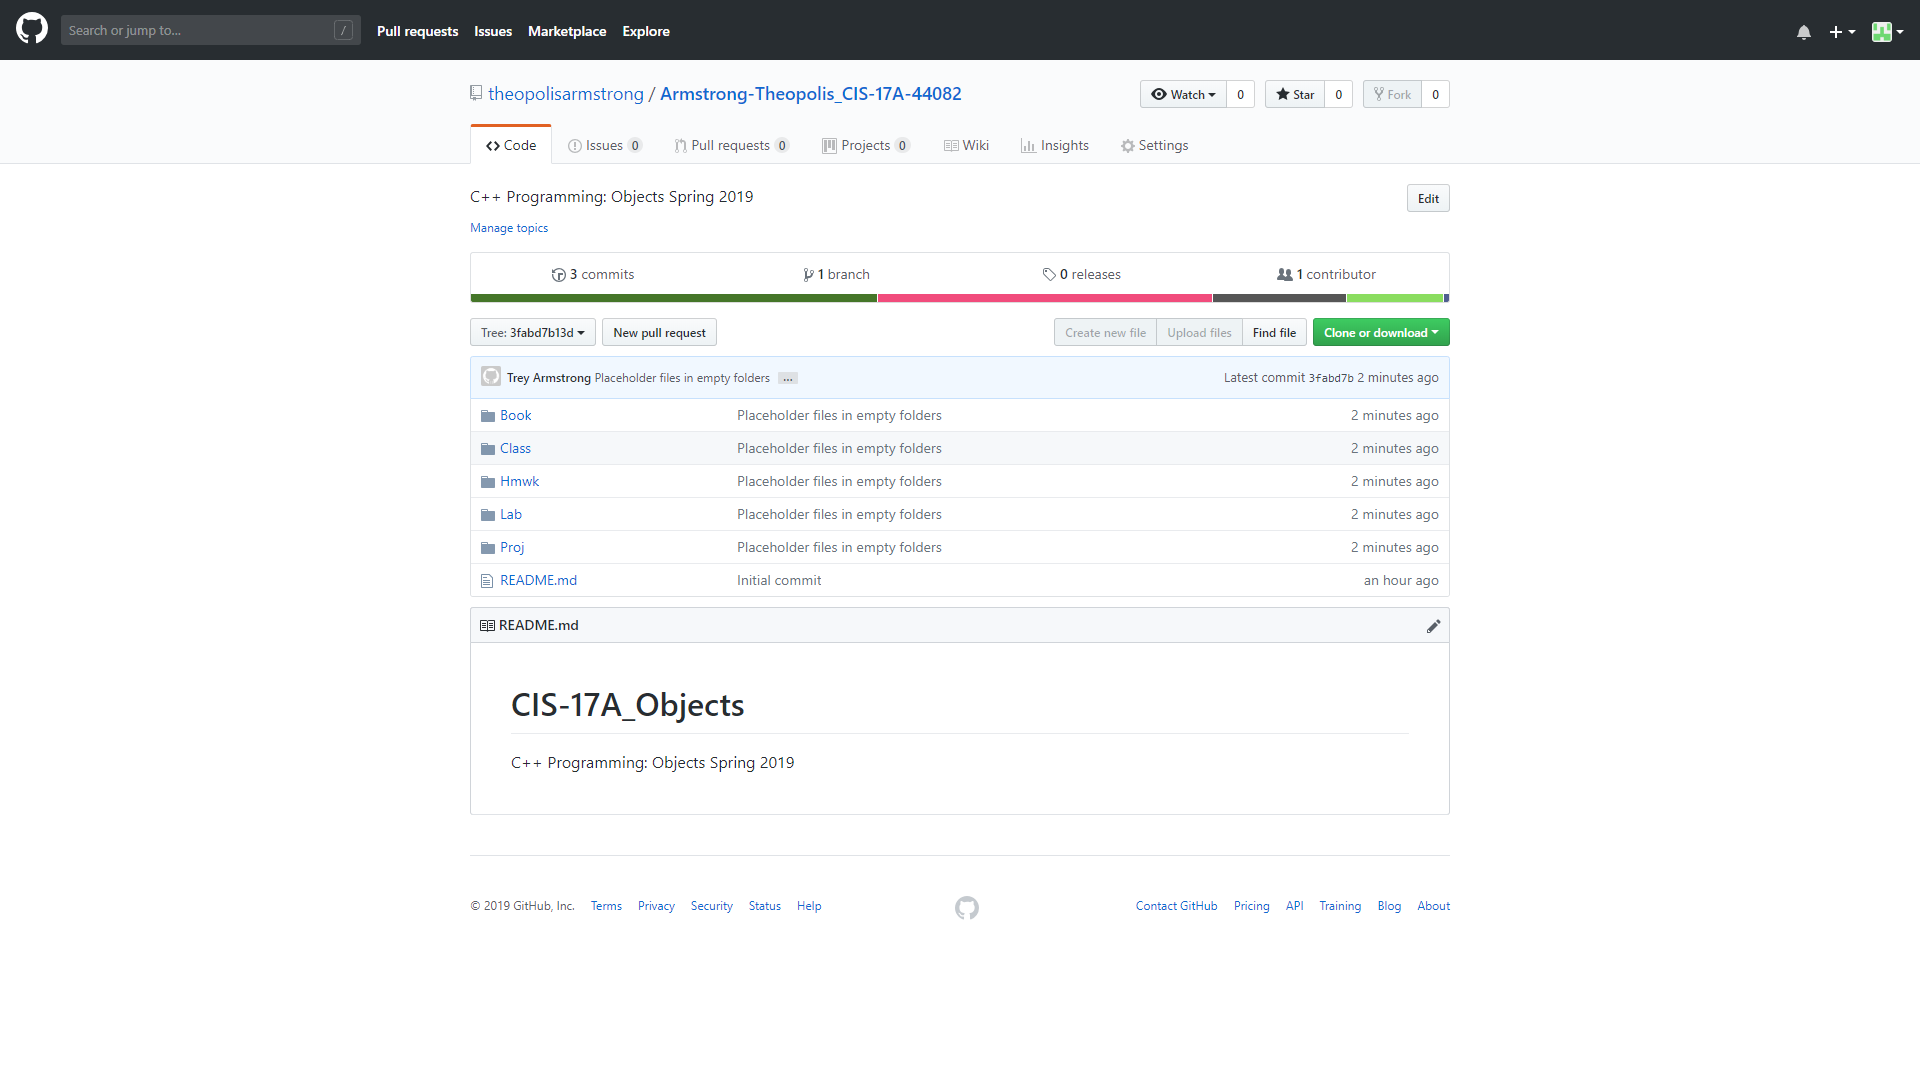 Search or jump to... /
Pull requests Issues Marketplace Explore
theopolisarmstrong / Armstrong-Theopolis_CIS-17A-44082
Watch 0 Star 0 Fork 0
Code Issues 0 Pull requests 0 Projects 0 Wiki Insights Settings
C++ Programming: Objects Spring 2019
Edit
Manage topics
3 commits 1 branch 0 releases 1 contributor
Tree: 3fabd7b13d New pull request Create new file Upload files Find file Clone or download
Trey Armstrong Placeholder files in empty folders ... Latest commit 3fabd7b 2 minutes ago
Book Placeholder files in empty folders 2 minutes ago
Class Placeholder files in empty folders 2 minutes ago
Hmwk Placeholder files in empty folders 2 minutes ago
Lab Placeholder files in empty folders 2 minutes ago
Proj Placeholder files in empty folders 2 minutes ago
README.md Initial commit an hour ago
README.md
CIS-17A_Objects
C++ Programming: Objects Spring 2019
© 2019 GitHub, Inc. Terms Privacy Security Status Help Contact GitHub Pricing API Training Blog About